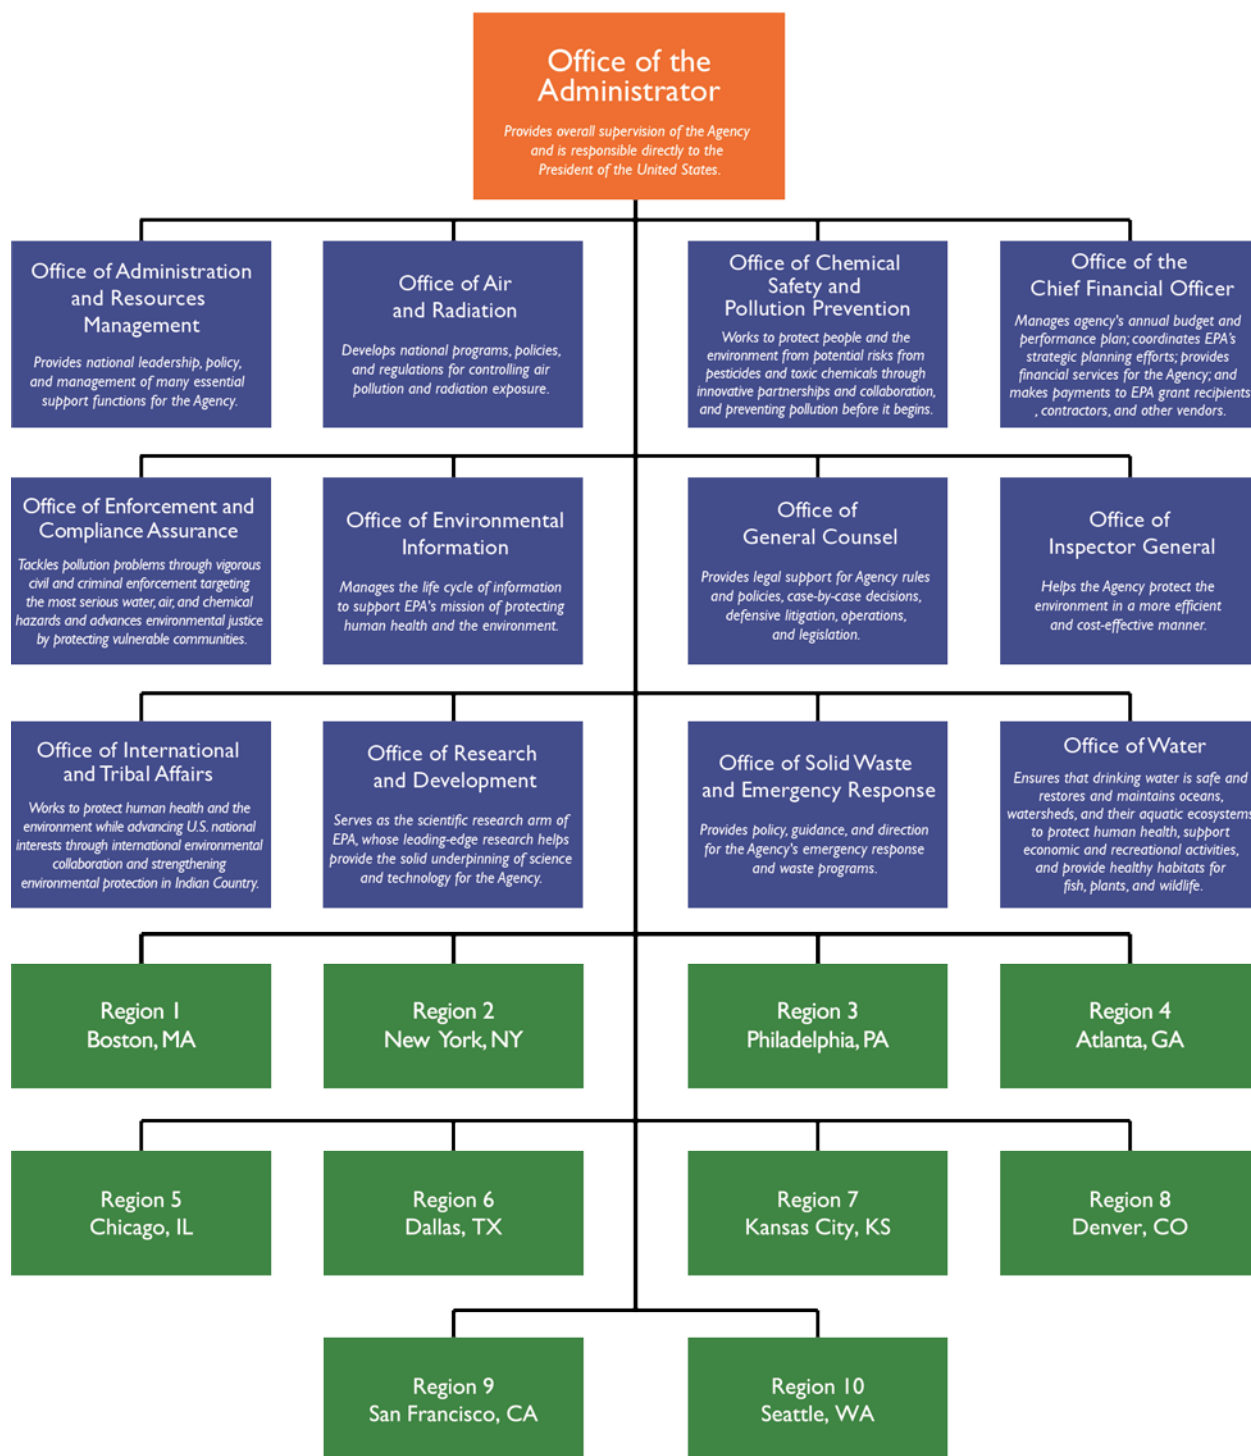 Office of the
Administrator
Provides overall supervision of the Agency
and is responsible directly to the
President of the United States.
Office of Administration
and Resources
Management
Provides national leadership, policy,
and management of many essential
support functions for the Agency.
Office of Air
and Radiation
Develops national programs, policies,
and regulations for controlling air
pollution and radiation exposure.
Office of Chemical
Safety and
Pollution Prevention
Works to protect people and the
environment from potential risks from
pesticides and toxic chemicals through
innovative partnerships and collaboration,
and preventing pollution before it begins.
Office of the
Chief Financial Officer
Manages agency's annual budget and
performance plan; coordinates EPA's
strategic planning efforts; provides
financial services for the Agency; and
makes payments to EPA grant recipients
, contractors, and other vendors.
Office of Enforcement and
Compliance Assurance
Tackles pollution problems through vigorous
civil and criminal enforcement targeting
the most serious water, air, and chemical
hazards and advances environmental justice
by protecting vulnerable communities.
Office of Environmental
Information
Manages the life cycle of information
to support EPA's mission of protecting
human health and the environment.
Office of
General Counsel
Provides legal support for Agency rules
and policies, case-by-case decisions,
defensive litigation, operations,
and legislation.
Office of
Inspector General
Helps the Agency protect the
environment in a more efficient
and cost-effective manner.
Office of International
and Tribal Affairs
Works to protect human health and the
environment while advancing U.S. national
interests through international environmental
collaboration and strengthening
environmental protection in Indian Country.
Office of Research
and Development
Serves as the scientific research arm of
EPA, whose leading-edge research helps
provide the solid underpinning of science
and technology for the Agency.
Office of Solid Waste
and Emergency Response
Provides policy, guidance, and direction
for the Agency's emergency response
and waste programs.
Office of Water
Ensures that drinking water is safe and
restores and maintains oceans,
watersheds, and their aquatic ecosystems
to protect human health, support
economic and recreational activities,
and provide healthy habitats for
fish, plants, and wildlife.
Region 1
Boston, MA
Region 2
New York, NY
Region 3
Philadelphia, PA
Region 4
Atlanta, GA
Region 5
Chicago, IL
Region 6
Dallas, TX
Region 7
Kansas City, KS
Region 8
Denver, CO
Region 9
San Francisco, CA
Region 10
Seattle, WA